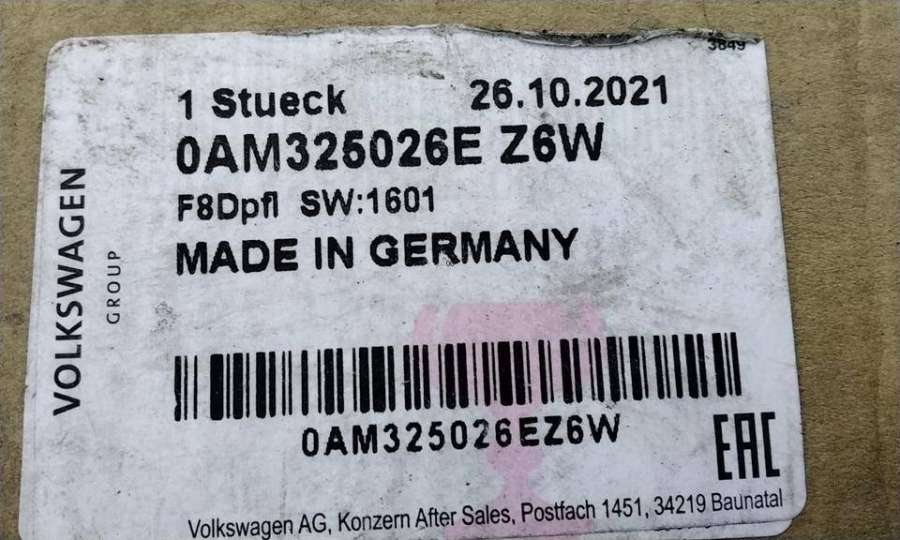 3849
1 Stueck 26.10.2021
0AM325026E Z6W
F8Dpfl SW:1601
MADE IN GERMANY
VOLKSWAGEN
GROUP
0AM325026EZ6W
EAC
Volkswagen AG, Konzern After Sales, Postfach 1451, 34219 Baunatal